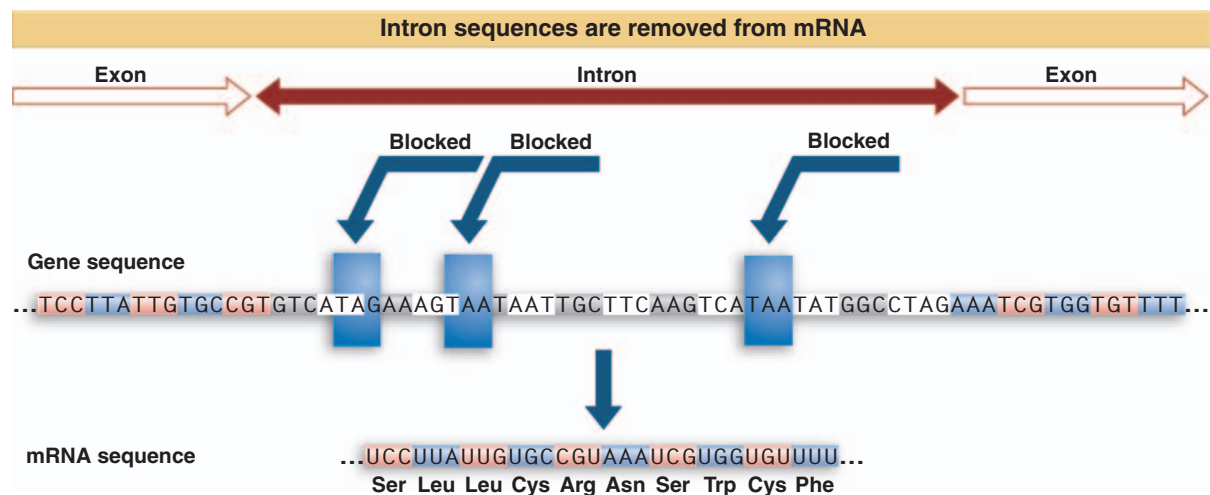 Intron sequences are removed from mRNA
Exon Intron Exon
Blocked Blocked Blocked
Gene sequence
...TCCTTATTGTGCCGTGTCATAGAAAGTAATAATTGCTTCAAGTCATAATATGGCCTAGAAATCGTGGTGTTTT...
mRNA sequence
...UCCUUAUUGUGCCGUAAAUCGUGGUGUUUU...
Ser Leu Leu Cys Arg Asn Ser Trp Cys Phe